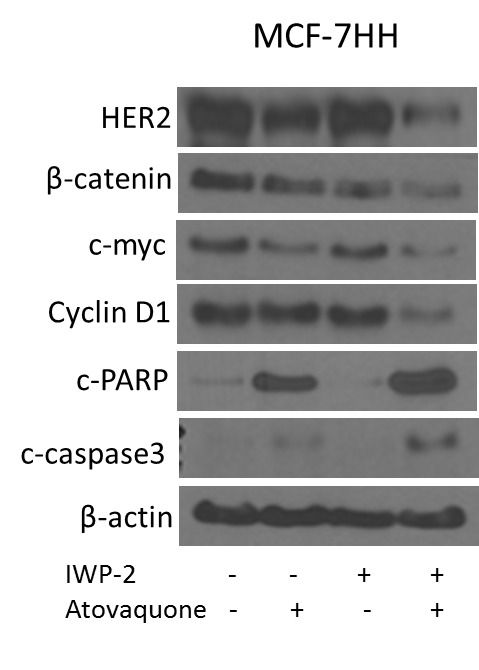 MCF-7HH
HER2
β-catenin
c-myc
Cyclin D1
c-PARP
c-caspase3
β-actin
IWP-2 - - + +
Atovaquone - + - +